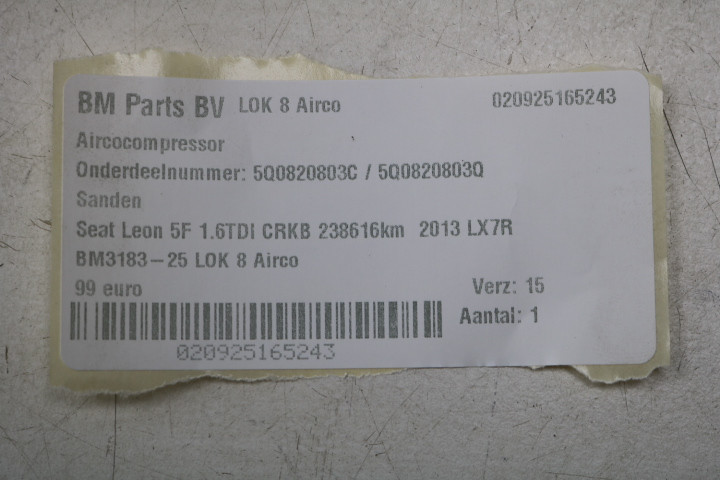 BM Parts BV LOK 8 Airco 020925165243
Aircocompressor
Onderdeelnummer: 5Q0820803C / 5Q0820803Q
Sanden
Seat Leon 5F 1.6TDI CRKB 238616km 2013 LX7R
BM3183-25 LOK 8 Airco
99 euro Verz: 15
Aantal: 1
020925165243